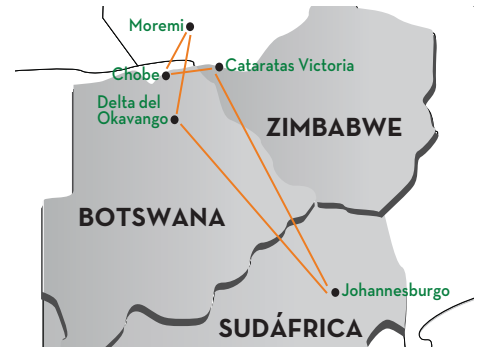 Moremi
Cataratas Victoria
Chobe
Delta del
Okavango
ZIMBABWE
BOTSWANA
Johannesburgo
SUDÁFRICA